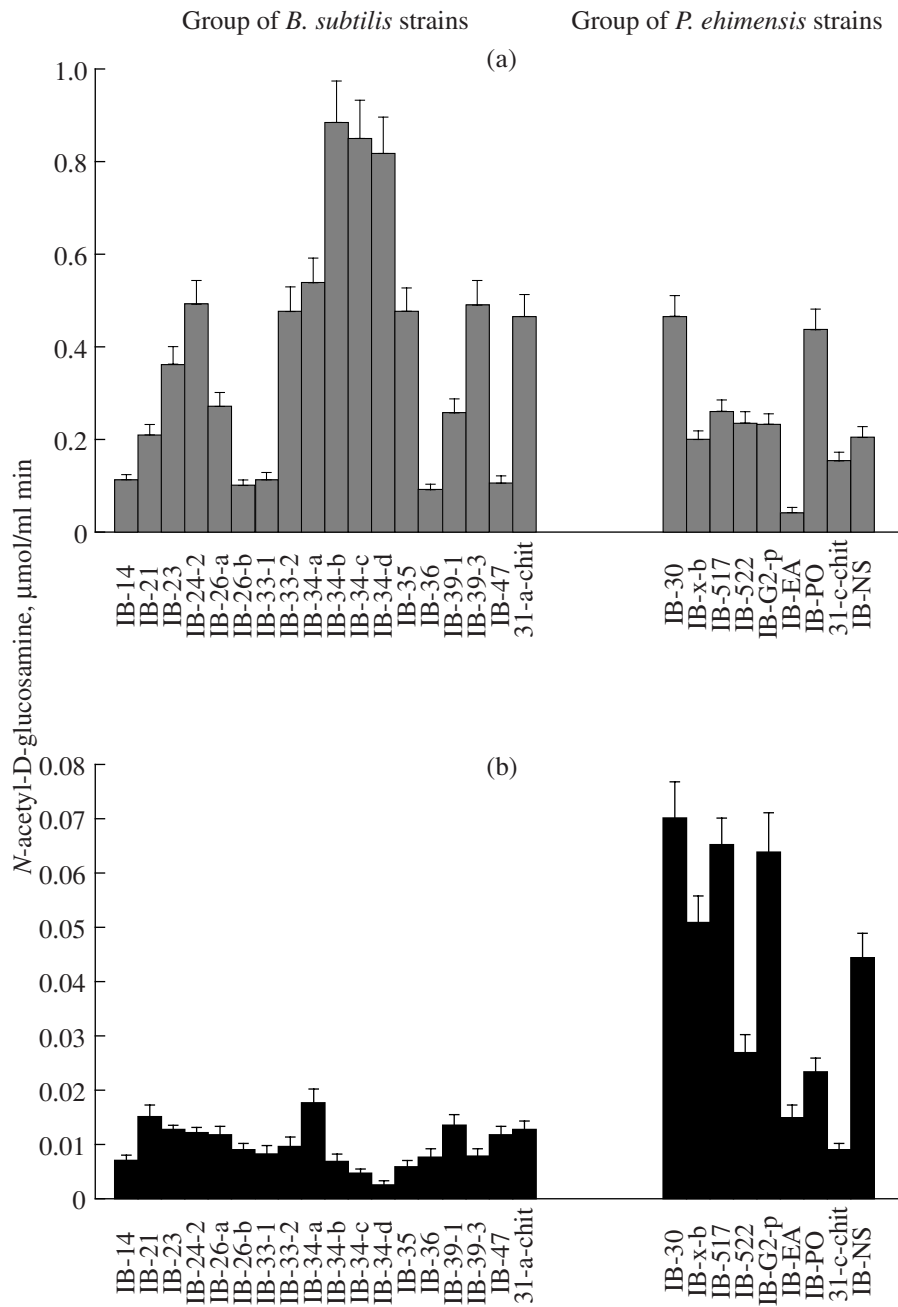 Group of B. subtilis strains
Group of P. ehimensis strains
(a)
1.0
0.8
0.6
0.4
0.2
0
IB-14
IB-21
IB-23
IB-24-2
IB-26-a
IB-26-b
IB-33-1
IB-33-2
IB-34-a
IB-34-b
IB-34-c
IB-34-d
IB-35
IB-36
IB-39-1
IB-39-3
IB-47
31-a-chit
IB-30
IB-x-b
IB-517
IB-522
IB-G2-p
IB-EA
IB-PO
31-c-chit
IB-NS
N-acetyl-D-glucosamine, μmol/ml min
(b)
0.08
0.07
0.06
0.05
0.04
0.03
0.02
0.01
0
IB-14
IB-21
IB-23
IB-24-2
IB-26-a
IB-26-b
IB-33-1
IB-33-2
IB-34-a
IB-34-b
IB-34-c
IB-34-d
IB-35
IB-36
IB-39-1
IB-39-3
IB-47
31-a-chit
IB-30
IB-x-b
IB-517
IB-522
IB-G2-p
IB-EA
IB-PO
31-c-chit
IB-NS